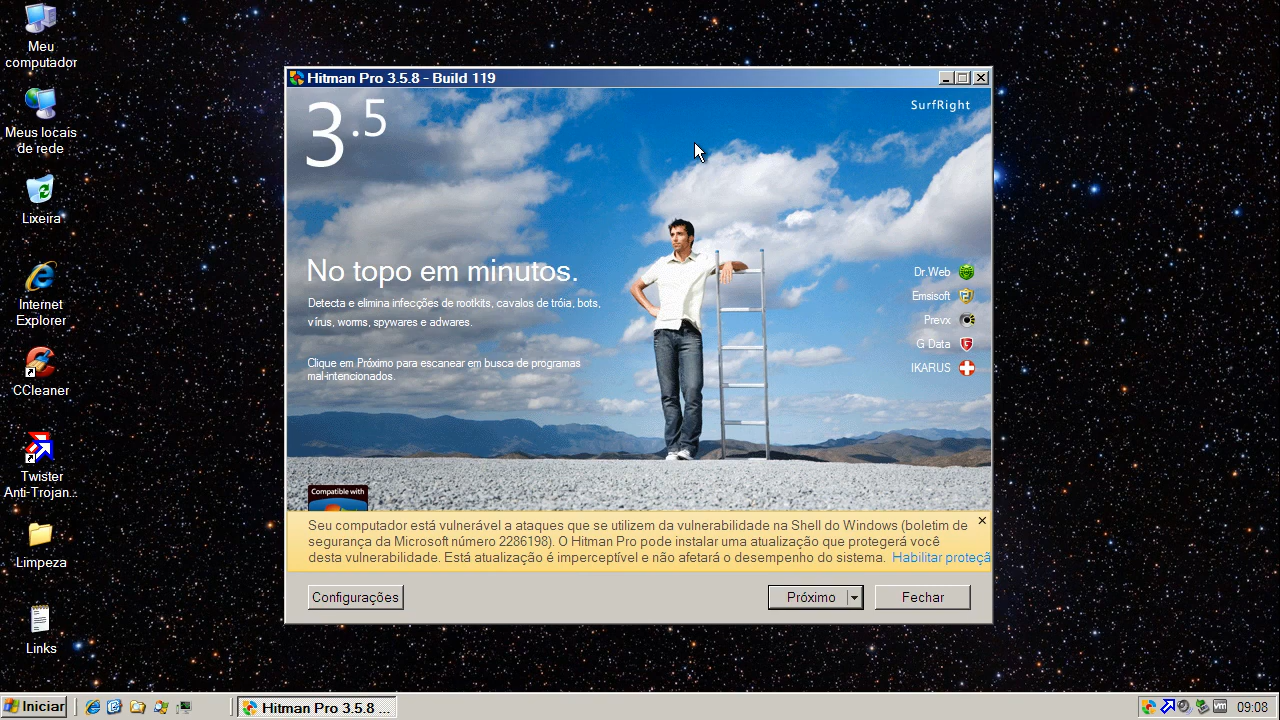 Meu
computador
Meus locais
de rede
Lixeira
Internet
Explorer
CCleaner
Twister
Anti-Trojan...
Limpeza
Links
Hitman Pro 3.5.8 - Build 119
3.5
SurfRight
No topo em minutos.
Detecta e elimina infecções de rootkits, cavalos de tróia, bots,
vírus, worms, spywares e adwares.
Clique em Próximo para escanear em busca de programas
mal-intencionados.
Dr.Web
Emsisoft
Prevx
G Data
IKARUS
Compatible with
Seu computador está vulnerável a ataques que se utilizem da vulnerabilidade na Shell do Windows (boletim de
segurança da Microsoft número 2286198). O Hitman Pro pode instalar uma atualização que protegerá você
desta vulnerabilidade. Está atualização é imperceptível e não afetará o desempenho do sistema. Habilitar proteçã
Configurações
Próximo
Fechar
Iniciar
Hitman Pro 3.5.8 ...
vm
09:08